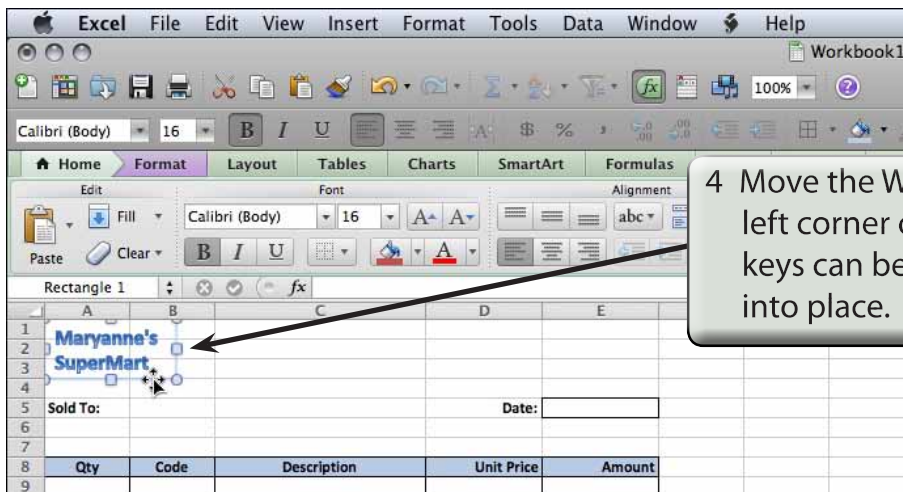 Excel File Edit View Insert Format Tools Data Window Help
Workbook1
100%
Calibri (Body) 16 B I U A $ % ,
Home Format Layout Tables Charts SmartArt Formulas
Edit Font Alignment
Fill Calibri (Body) 16 A A abc
Paste Clear B I U A
Rectangle 1 fx
A B C D E
1
2
3
4
5
6
7
8
9
Maryanne's
SuperMart
Sold To: Date:
Qty Code Description Unit Price Amount
4 Move the W
left corner
keys can be
into place.